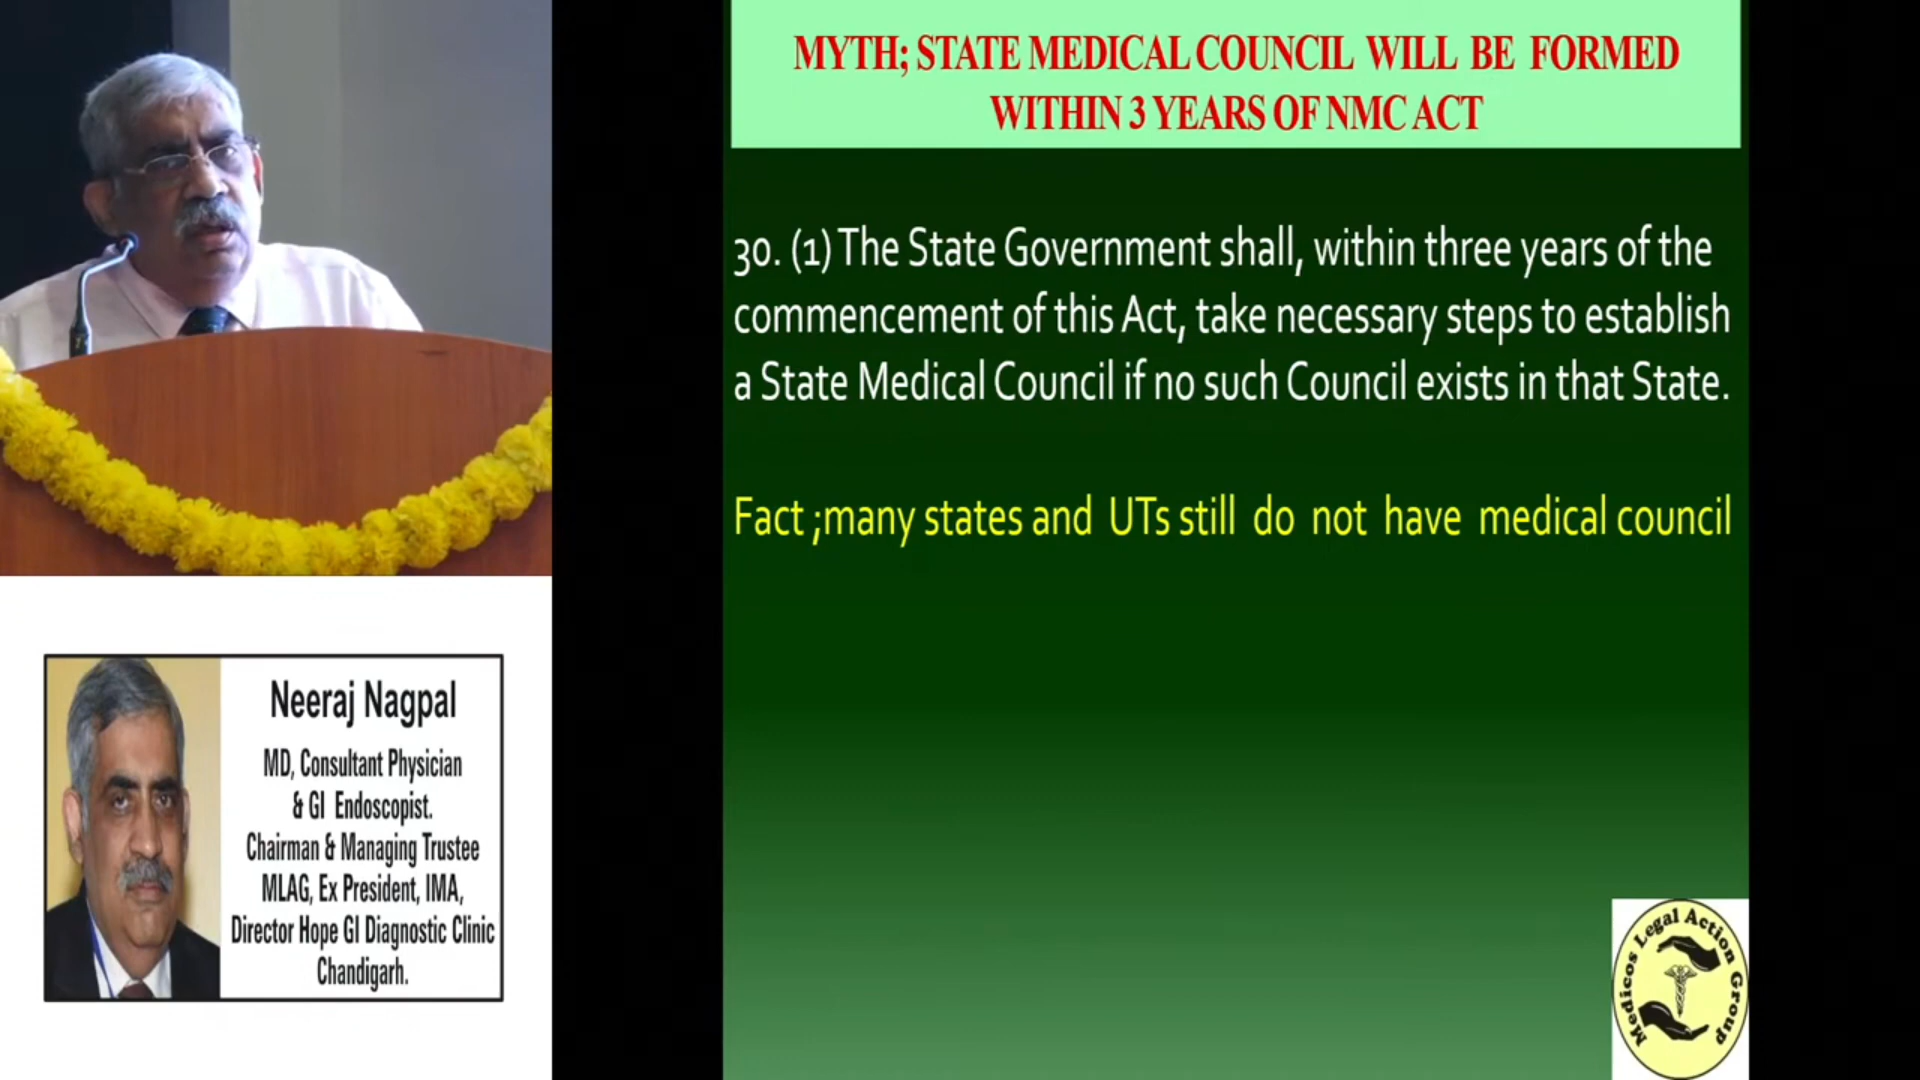 MYTH; STATE MEDICAL COUNCIL WILL BE FORMED
WITHIN 3 YEARS OF NMC ACT
30. (1) The State Government shall, within three years of the
commencement of this Act, take necessary steps to establish
a State Medical Council if no such Council exists in that State.
Fact ;many states and UTs still do not have medical council
Neeraj Nagpal
MD, Consultant Physician
& GI Endoscopist.
Chairman & Managing Trustee
MLAG, Ex President, IMA,
Director Hope GI Diagnostic Clinic
Chandigarh.
Medicos Legal Action Group